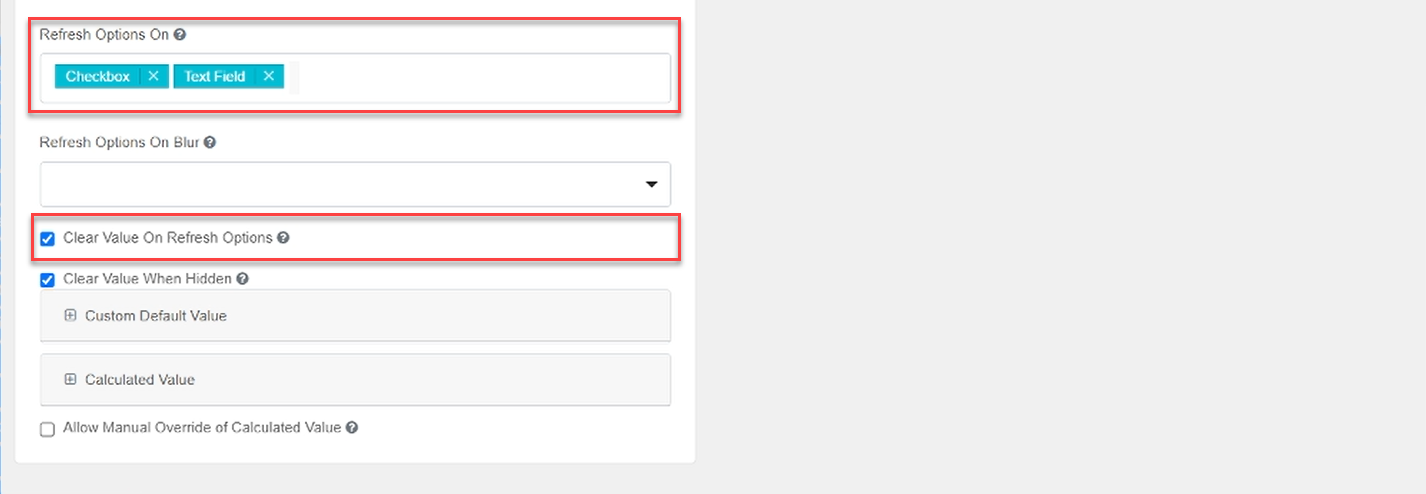 Refresh Options On
Checkbox × Text Field ×
Refresh Options On Blur
Clear Value On Refresh Options
Clear Value When Hidden
Custom Default Value
Calculated Value
Allow Manual Override of Calculated Value